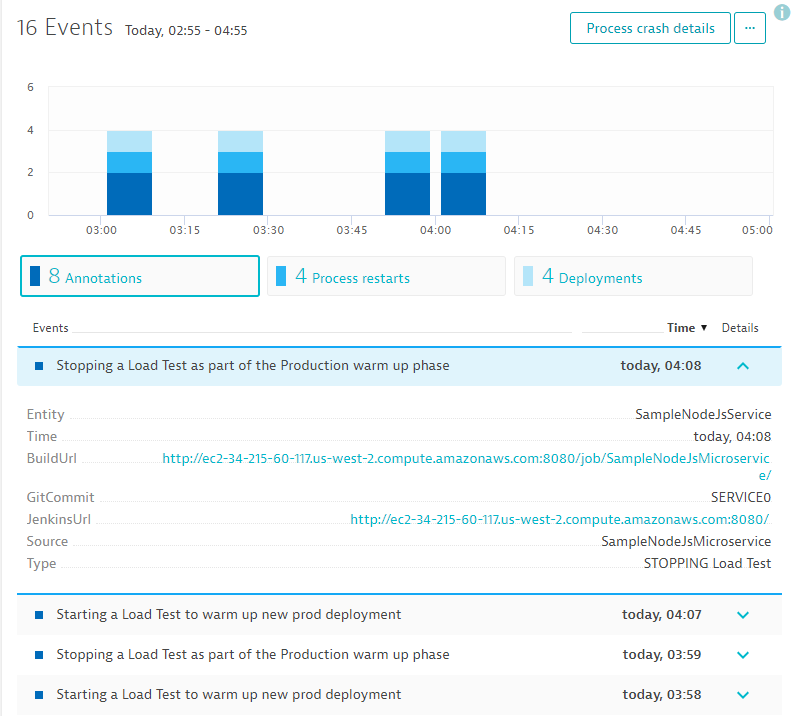 16 Events Today, 02:55 - 04:55
Process crash details ...
i
6
4
2
0
03:00 03:15 03:30 03:45 04:00 04:15 04:30 04:45 05:00
8 Annotations 4 Process restarts 4 Deployments
Events Time ▼ Details
Stopping a Load Test as part of the Production warm up phase today, 04:08
Entity SampleNodeJsService
Time today, 04:08
BuildUrl http://ec2-34-215-60-117.us-west-2.compute.amazonaws.com:8080/job/SampleNodeJsMicroservic
e/
GitCommit SERVICE0
JenkinsUrl http://ec2-34-215-60-117.us-west-2.compute.amazonaws.com:8080/
Source SampleNodeJsMicroservice
Type STOPPING Load Test
Starting a Load Test to warm up new prod deployment today, 04:07
Stopping a Load Test as part of the Production warm up phase today, 03:59
Starting a Load Test to warm up new prod deployment today, 03:58